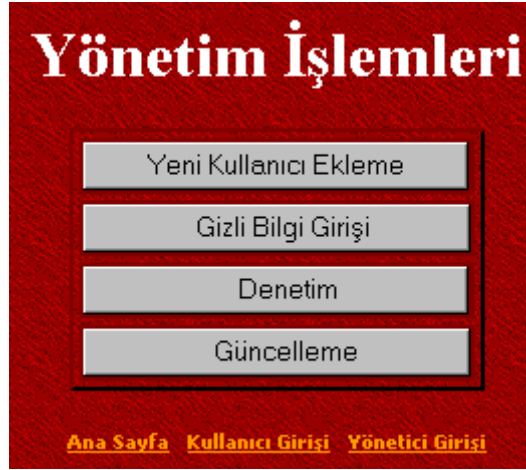 Yönetim İşlemleri
Yeni Kullanıcı Ekleme
Gizli Bilgi Girişi
Denetim
Güncelleme
Ana Sayfa Kullanıcı Girişi Yönetici Girişi